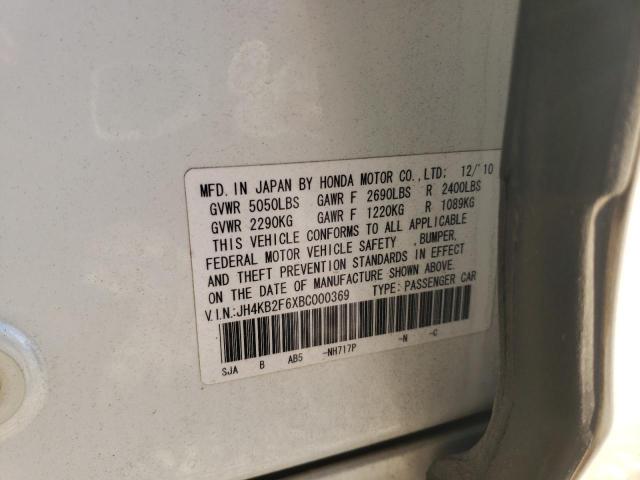 MFD. IN JAPAN BY HONDA MOTOR CO.,LTD; 12/'10
GVWR 5050LBS GAWR F 2690LBS R 2400LBS
GVWR 2290KG GAWR F 1220KG R 1089KG
THIS VEHICLE CONFORMS TO ALL APPLICABLE
FEDERAL MOTOR VEHICLE SAFETY ,BUMPER,
AND THEFT PREVENTION STANDARDS IN EFFECT
ON THE DATE OF MANUFACTURE SHOWN ABOVE.
V.I.N:JH4KB2F6XBC000369 TYPE:PASSENGER CAR
SJA B AB5 -NH717P -N -C